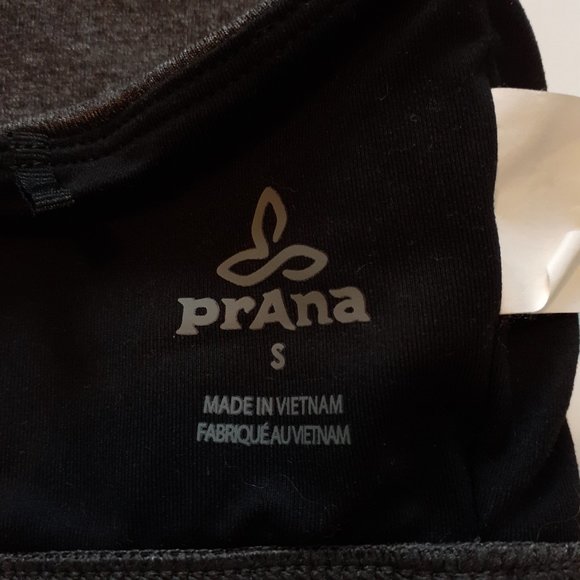 prAna
S
MADE IN VIETNAM
FABRIQUÉ AU VIETNAM